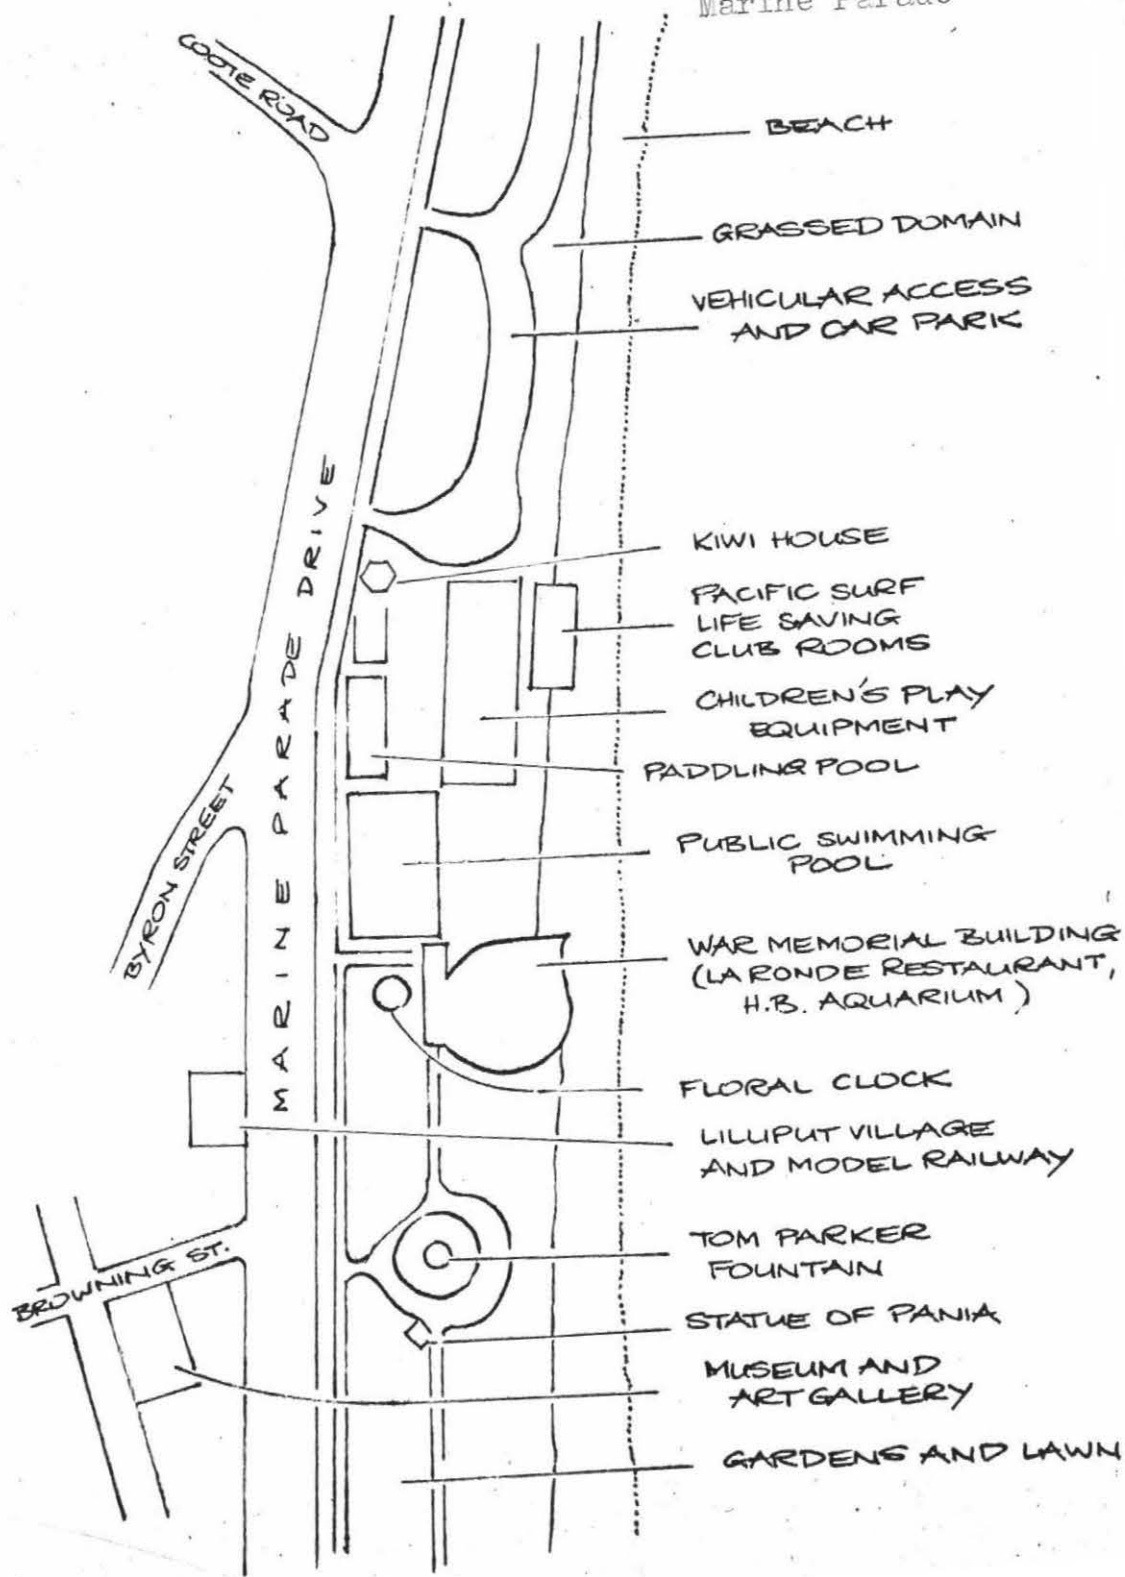 Marine Parade
COOTE ROAD
BEACH
GRASSED DOMAIN
VEHICULAR ACCESS
AND CAR PARK
MARINE PARADE DRIVE
KIWI HOUSE
PACIFIC SURF
LIFE SAVING
CLUB ROOMS
CHILDREN'S PLAY
EQUIPMENT
PADDLING POOL
BYRON STREET
PUBLIC SWIMMING
POOL
WAR MEMORIAL BUILDING
(LA RONDE RESTAURANT,
H.B. AQUARIUM)
FLORAL CLOCK
LILLIPUT VILLAGE
AND MODEL RAILWAY
BROWNING ST.
TOM PARKER
FOUNTAIN
STATUE OF PANIA
MUSEUM AND
ART GALLERY
GARDENS AND LAWN